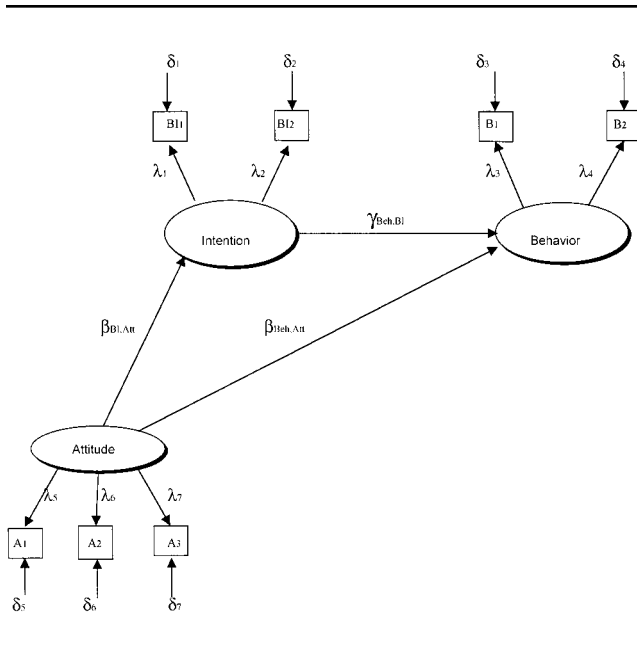 δ₁ δ₂ δ₃ δ₄
BI₁ BI₂ B₁ B₂
λ₁ λ₂ λ₃ λ₄
γBeh,BI
Intention Behavior
βBI,Att βBeh,Att
Attitude
λ₅ λ₆ λ₇
A₁ A₂ A₃
δ₅ δ₆ δ₇